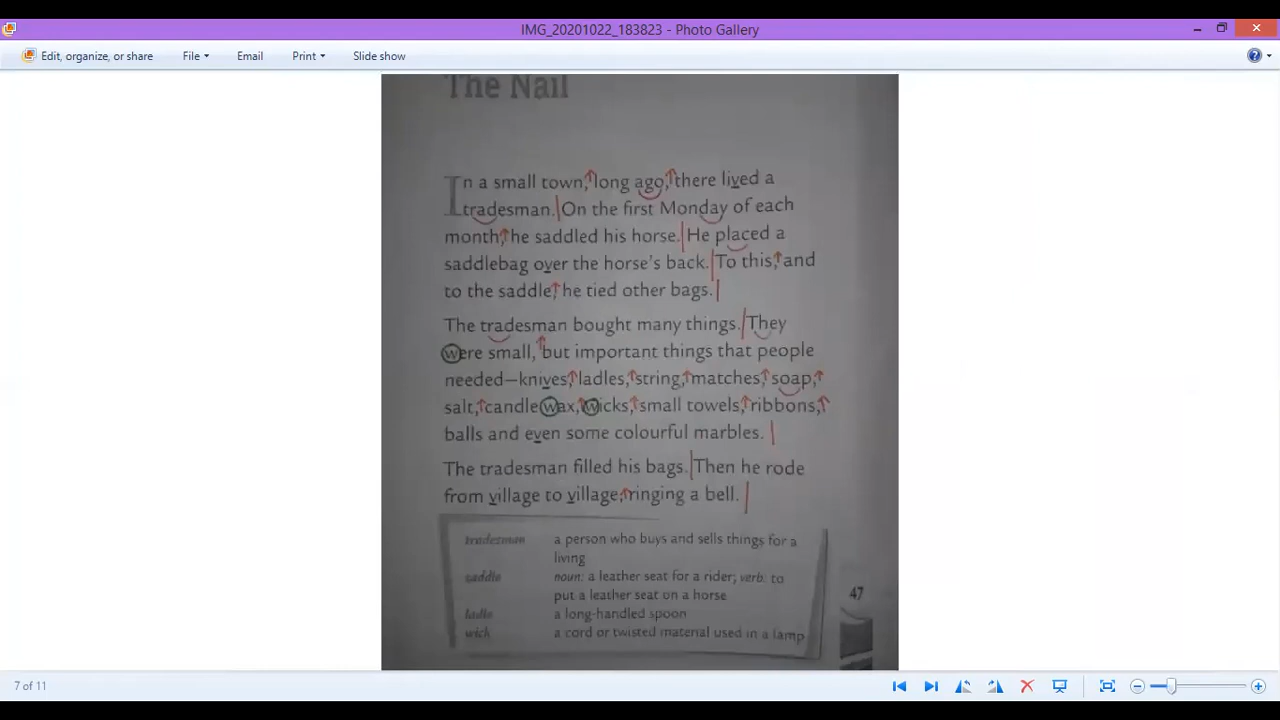 IMG_20201022_183823 - Photo Gallery
Edit, organize, or share File Email Print Slide show
The Nail
In a small town, long ago, there lived a
tradesman. On the first Monday of each
month, he saddled his horse. He placed a
saddlebag over the horse's back. To this, and
to the saddle, he tied other bags.
The tradesman bought many things. They
were small, but important things that people
needed—knives, ladles, string, matches, soap,
salt, candle wax, wicks, small towels, ribbons,
balls and even some colourful marbles.
The tradesman filled his bags. Then he rode
from village to village, ringing a bell.
tradesman a person who buys and sells things for a
living
saddle noun: a leather seat for a rider; verb: to
put a leather seat on a horse
ladle a long-handled spoon
wick a cord or twisted material used in a lamp
47
7 of 11